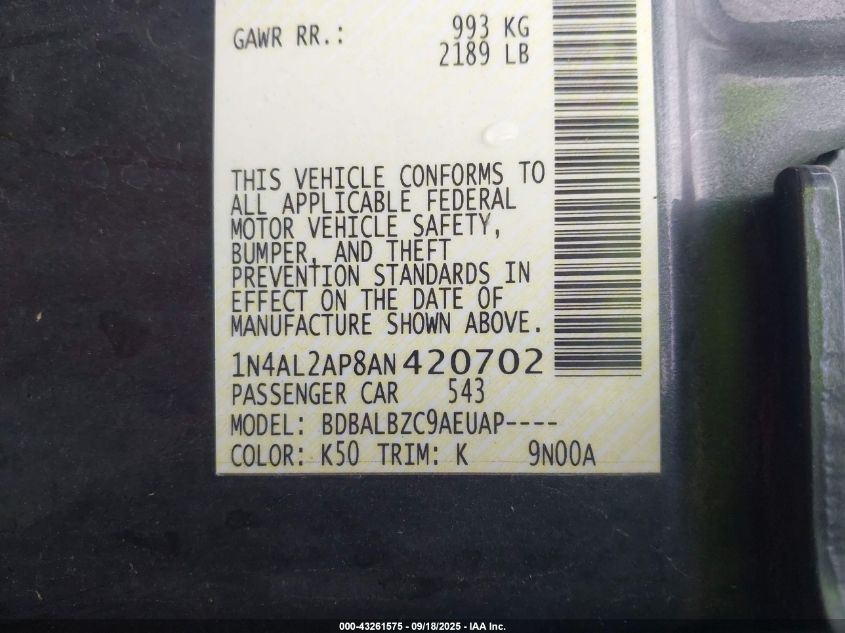 GAWR RR.: 993 KG
2189 LB
THIS VEHICLE CONFORMS TO
ALL APPLICABLE FEDERAL
MOTOR VEHICLE SAFETY,
BUMPER, AND THEFT
PREVENTION STANDARDS IN
EFFECT ON THE DATE OF
MANUFACTURE SHOWN ABOVE.
1N4AL2AP8AN420702
PASSENGER CAR 543
MODEL: BDBALBZC9AEUAP----
COLOR: K50 TRIM: K 9N00A
000-43261575 - 09/18/2025 - IAA Inc.